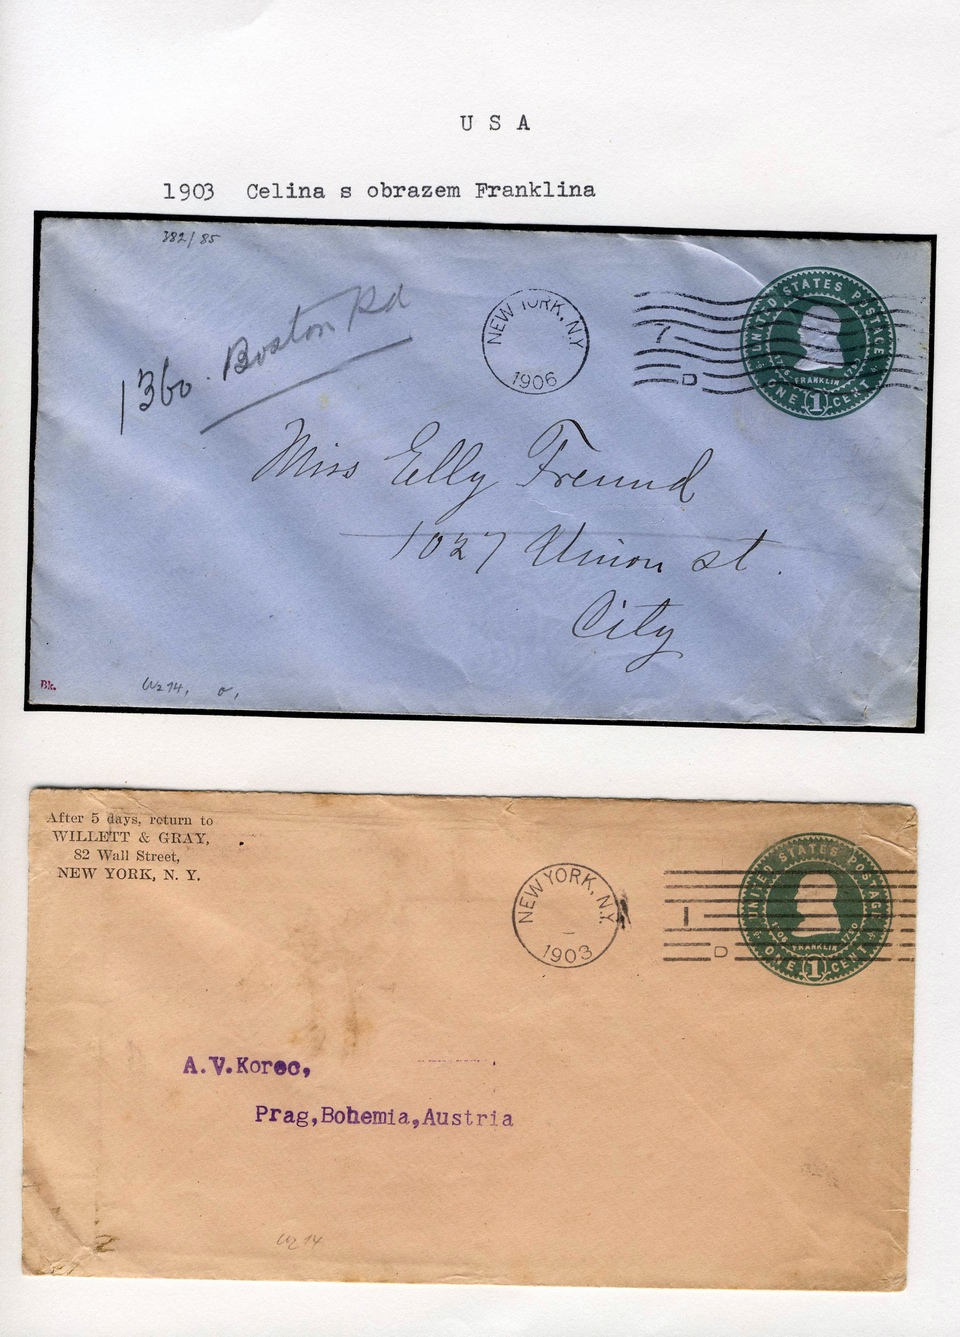 U S A
1903 Celina s obrazem Franklina
382/85
1360 Boston Rd
NEW YORK, N.Y.
1906
7
D
UNITED STATES POSTAGE
FRANKLIN
ONE 1 CENT
Miss Elly Freund
1027 Union st.
City
Bk.
After 5 days, return to
WILLETT & GRAY,
82 Wall Street,
NEW YORK, N. Y.
NEW YORK, N.Y.
1903
1
D
UNITED STATES POSTAGE
FRANKLIN
ONE 1 CENT
A.V.Korec,
Prag,Bohemia,Austria